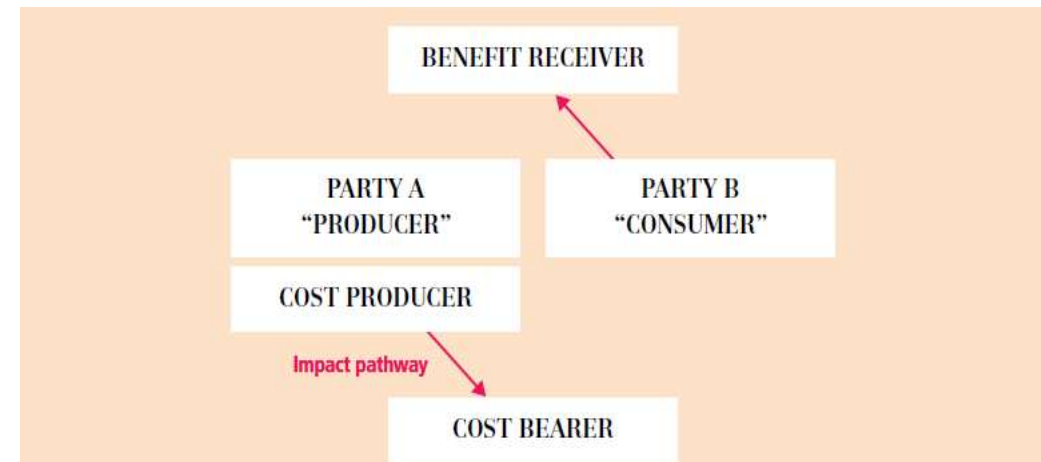 BENEFIT RECEIVER
PARTY A
“PRODUCER”
PARTY B
“CONSUMER”
COST PRODUCER
Impact pathway
COST BEARER